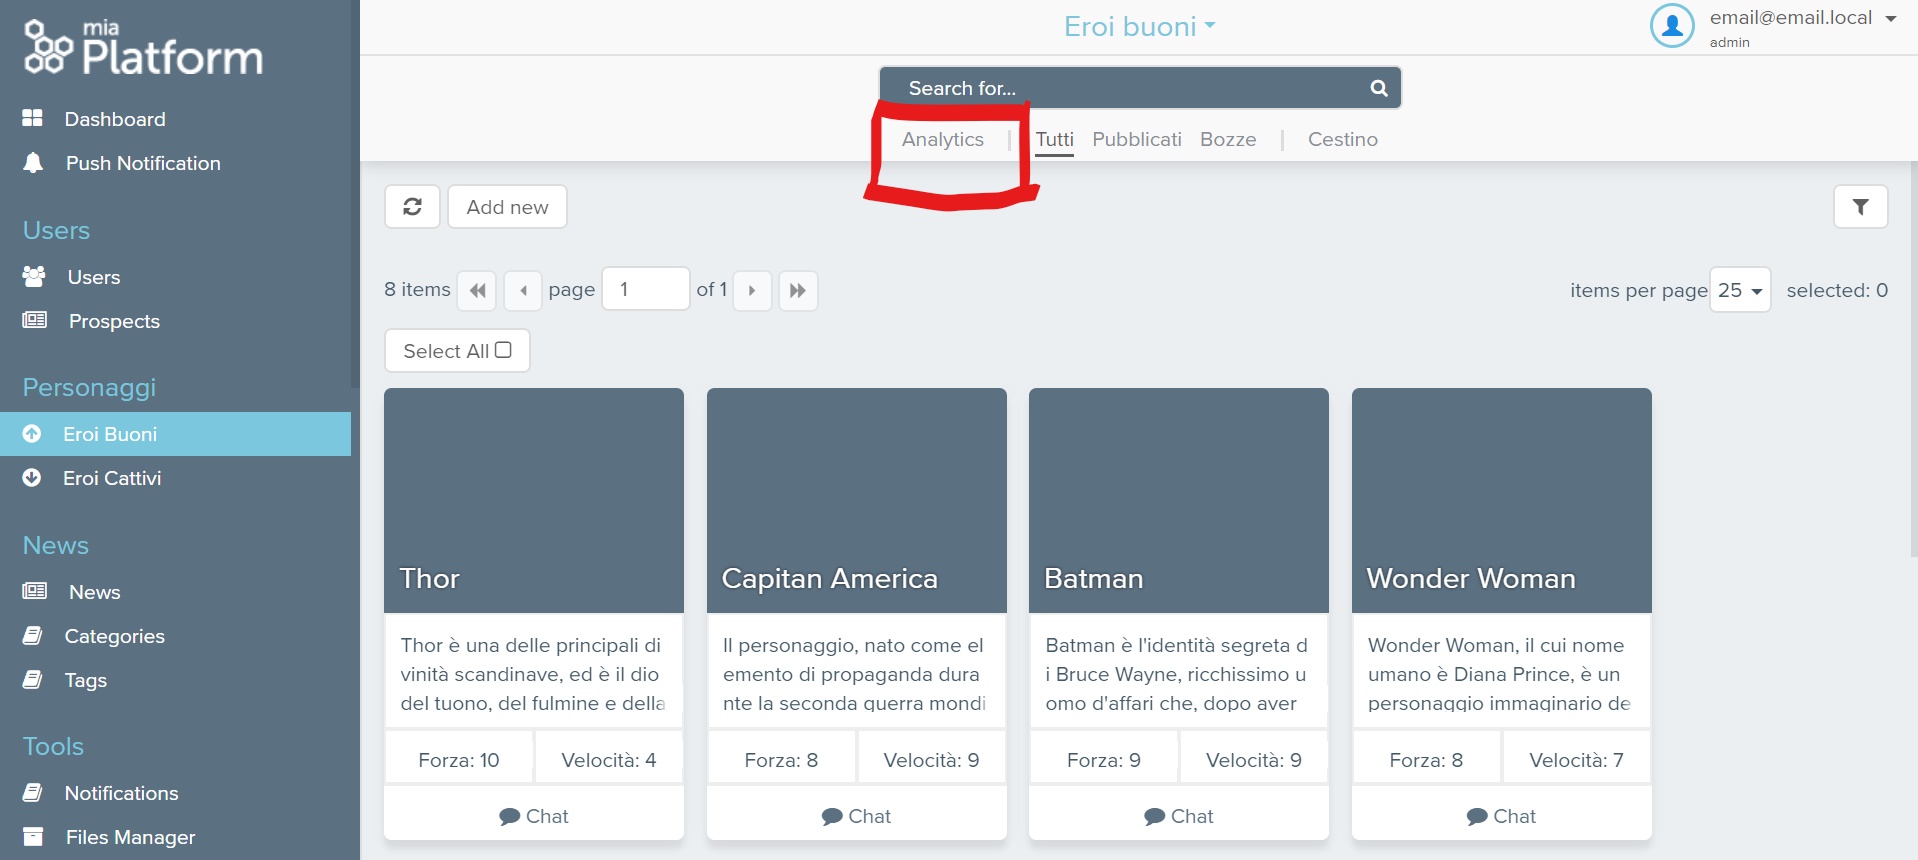 mia
Platform
Dashboard
Push Notification
Users
Users
Prospects
Personaggi
Eroi Buoni
Eroi Cattivi
News
News
Categories
Tags
Tools
Notifications
Files Manager
Eroi buoni
email@email.local
admin
Search for...
Analytics | Tutti Pubblicati Bozze | Cestino
Add new
8 items page 1 of 1
items per page 25 selected: 0
Select All
Thor
Thor è una delle principali di
vinità scandinave, ed è il dio
del tuono, del fulmine e della
Forza: 10 Velocità: 4
Chat
Capitan America
Il personaggio, nato come el
emento di propaganda dura
nte la seconda guerra mondi
Forza: 8 Velocità: 9
Chat
Batman
Batman è l'identità segreta d
i Bruce Wayne, ricchissimo u
omo d'affari che, dopo aver
Forza: 9 Velocità: 9
Chat
Wonder Woman
Wonder Woman, il cui nome
umano è Diana Prince, è un
personaggio immaginario de
Forza: 8 Velocità: 7
Chat